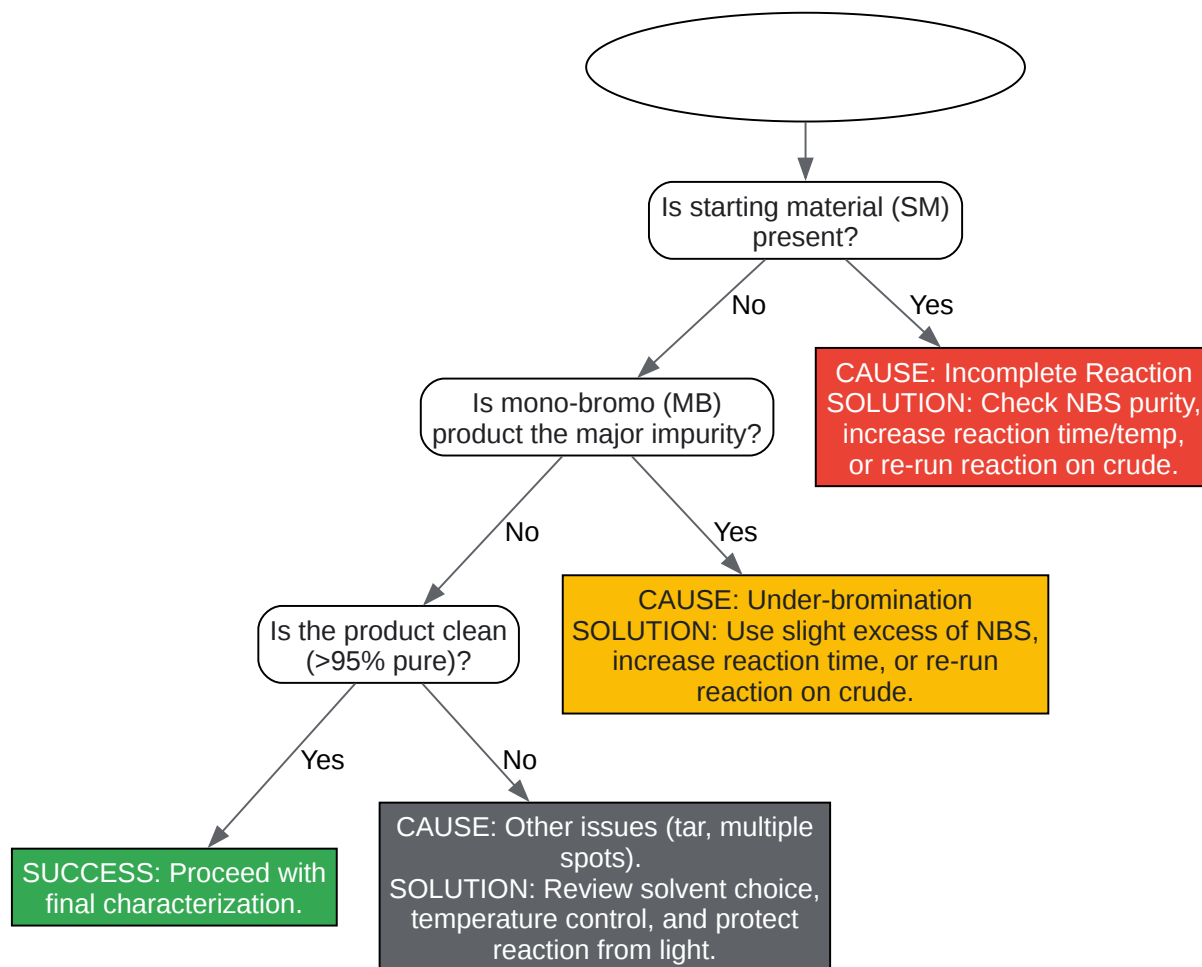 Is starting material (SM)
present?
No
Yes
CAUSE: Incomplete Reaction
SOLUTION: Check NBS purity,
increase reaction time/temp,
or re-run reaction on crude.
Is mono-bromo (MB)
product the major impurity?
No
Yes
CAUSE: Under-bromination
SOLUTION: Use slight excess of NBS,
increase reaction time, or re-run
reaction on crude.
Is the product clean
(>95% pure)?
Yes
No
SUCCESS: Proceed with
final characterization.
CAUSE: Other issues (tar, multiple
spots).
SOLUTION: Review solvent choice,
temperature control, and protect
reaction from light.